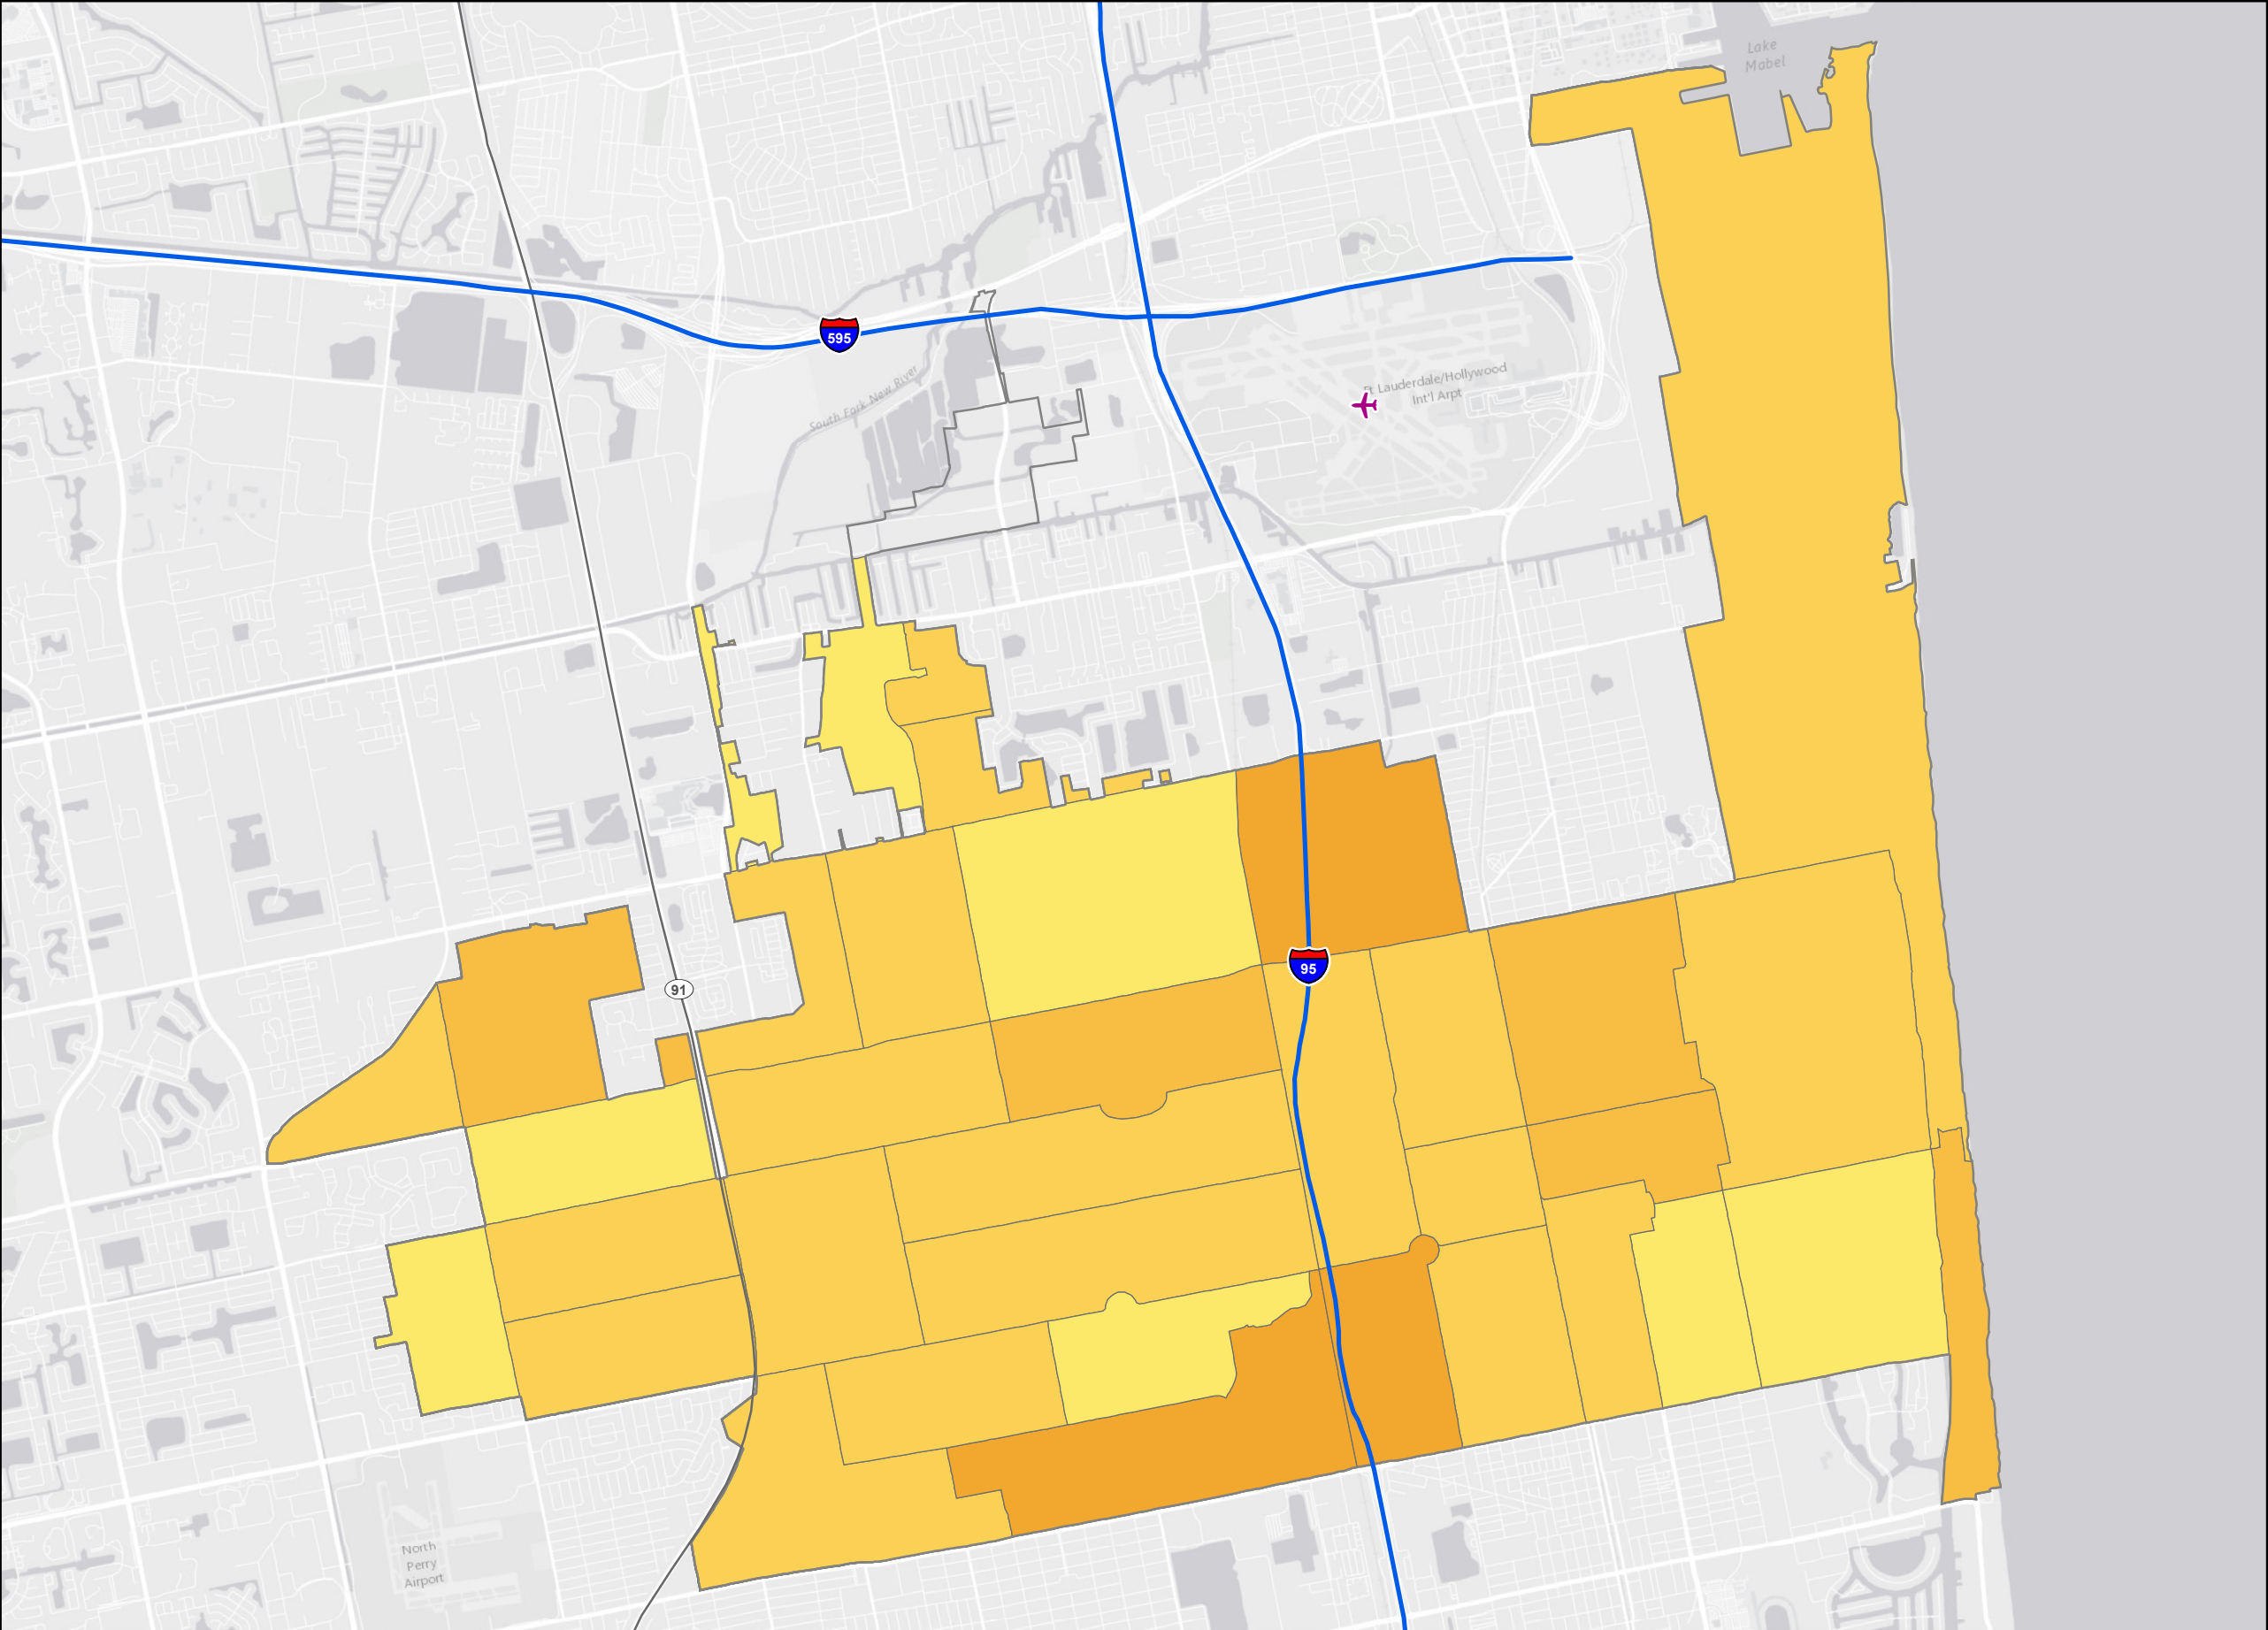 Lake
Mabel
595
South Fork New River
Ft Lauderdale/Hollywood
Int'l Arpt
95
91
North
Perry
Airport